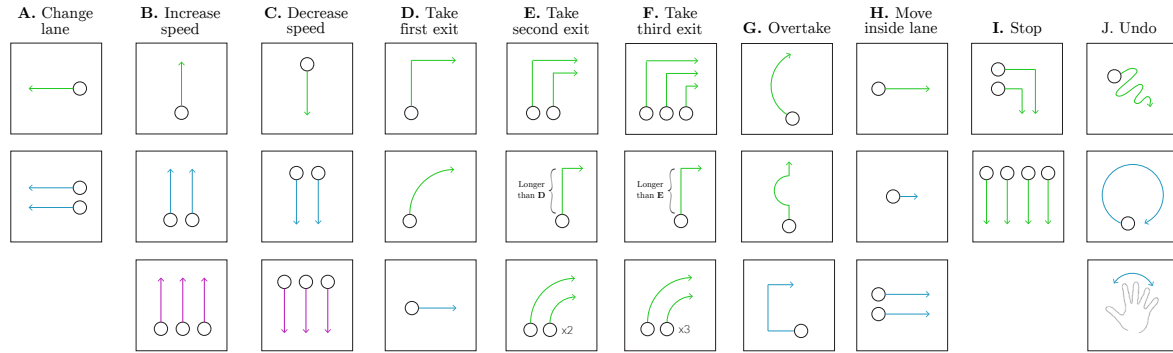 A. Change
lane
B. Increase
speed
C. Decrease
speed
D. Take
first exit
E. Take
second exit
F. Take
third exit
G. Overtake
H. Move
inside lane
I. Stop
J. Undo
Longer
than D
Longer
than E
x2
x3